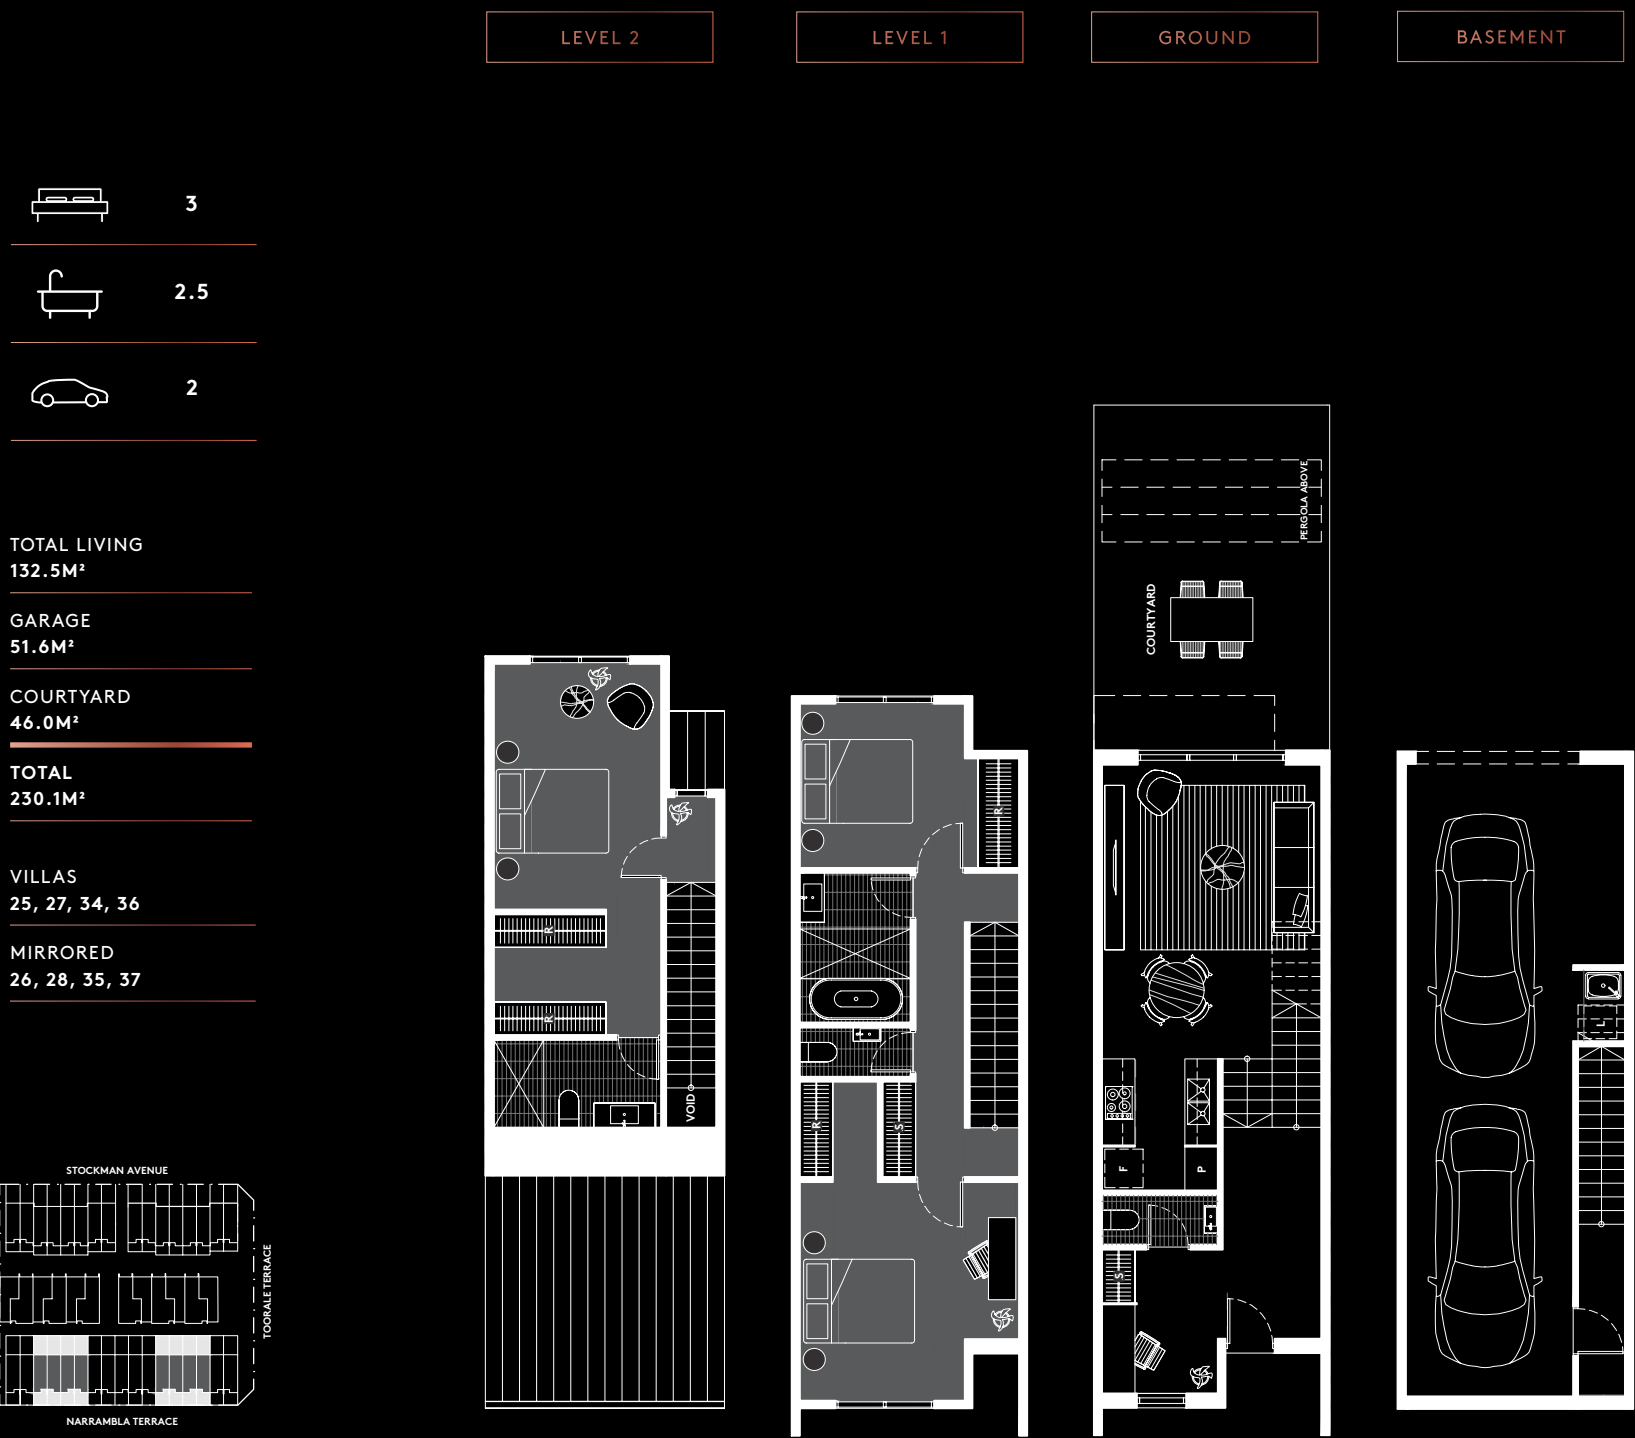 LEVEL 2
LEVEL 1
GROUND
BASEMENT
3
2.5
2
TOTAL LIVING
132.5M²
GARAGE
51.6M²
COURTYARD
46.0M²
TOTAL
230.1M²
VILLAS
25, 27, 34, 36
MIRRORED
26, 28, 35, 37
STOCKMAN AVENUE
TOORALE TERRACE
NARRAMBLA TERRACE
R
R
VOID
R
R
S
PERGOLA ABOVE
COURTYARD
F
P
S
L